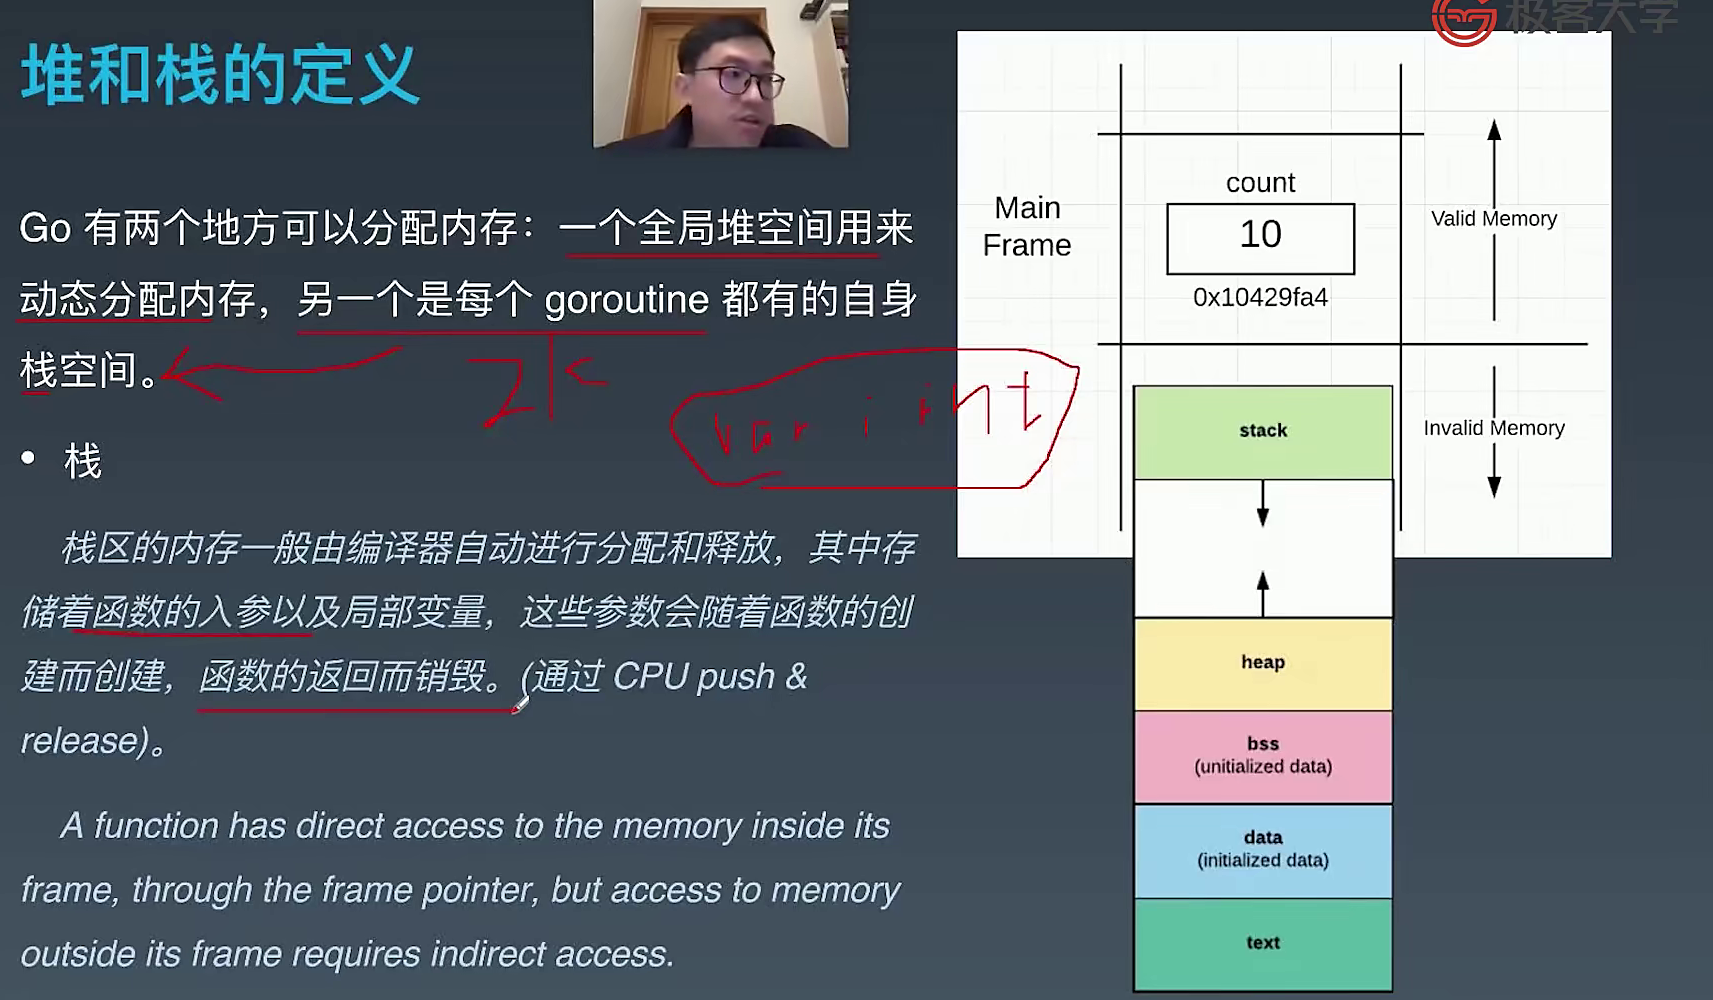 极客大学
堆和栈的定义
Go 有两个地方可以分配内存：一个全局堆空间用来
动态分配内存，另一个是每个 goroutine 都有的自身
栈空间。
2K
var i int
• 栈
栈区的内存一般由编译器自动进行分配和释放，其中存
储着函数的入参以及局部变量，这些参数会随着函数的创
建而创建，函数的返回而销毁。(通过 CPU push &
release)。
A function has direct access to the memory inside its
frame, through the frame pointer, but access to memory
outside its frame requires indirect access.
Main
Frame
count
10
0x10429fa4
Valid Memory
Invalid Memory
stack
heap
bss
(unitialized data)
data
(initialized data)
text